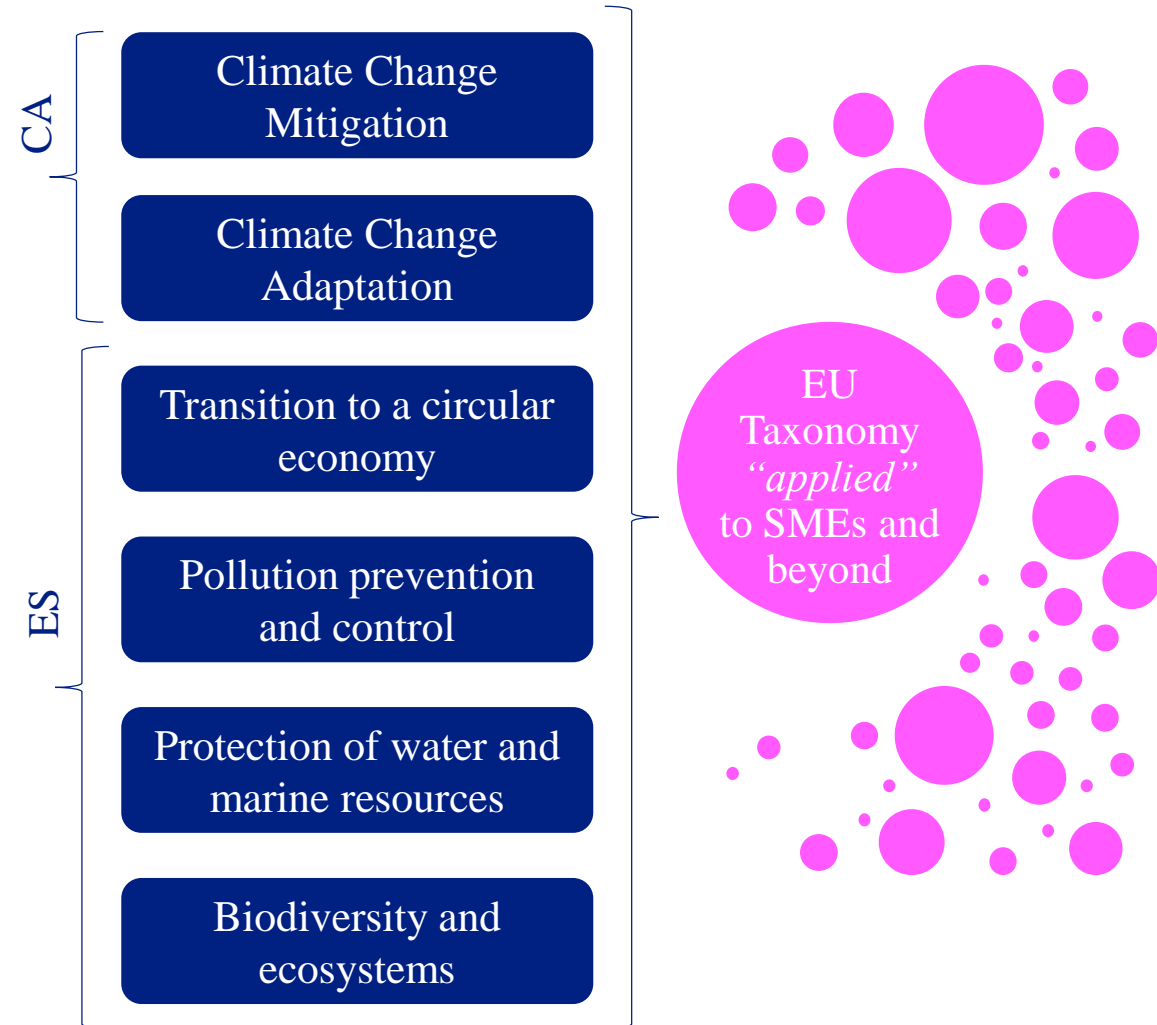 CA
Climate Change
Mitigation
Climate Change
Adaptation
ES
Transition to a circular
economy
Pollution prevention
and control
Protection of water and
marine resources
Biodiversity and
ecosystems
EU
Taxonomy
“applied”
to SMEs and
beyond